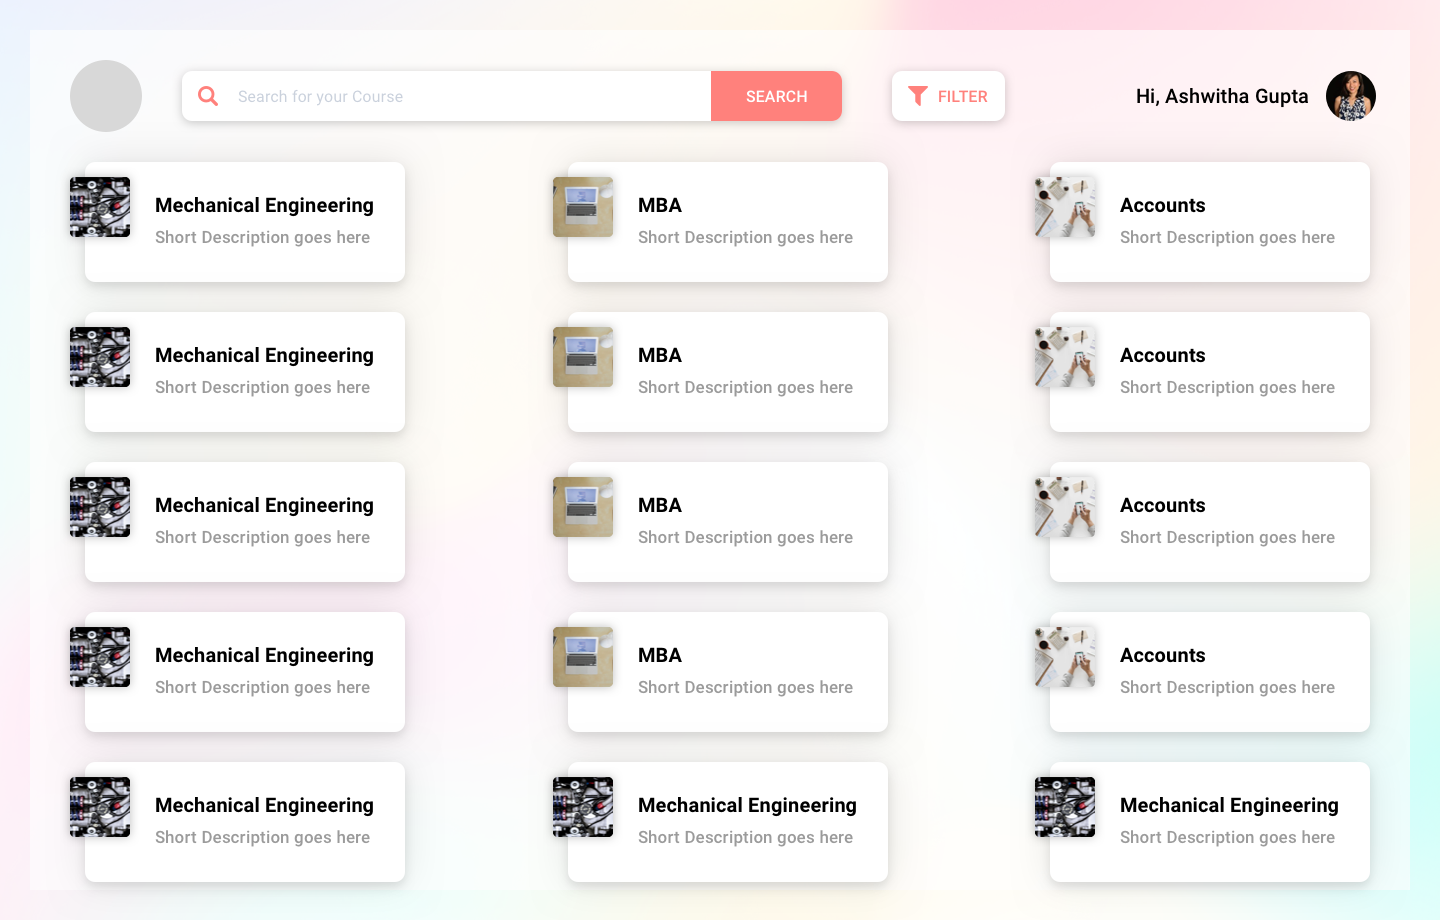 Search for your Course
SEARCH
FILTER
Hi, Ashwitha Gupta
Mechanical Engineering
Short Description goes here
MBA
Short Description goes here
Accounts
Short Description goes here
Mechanical Engineering
Short Description goes here
MBA
Short Description goes here
Accounts
Short Description goes here
Mechanical Engineering
Short Description goes here
MBA
Short Description goes here
Accounts
Short Description goes here
Mechanical Engineering
Short Description goes here
MBA
Short Description goes here
Accounts
Short Description goes here
Mechanical Engineering
Short Description goes here
Mechanical Engineering
Short Description goes here
Mechanical Engineering
Short Description goes here